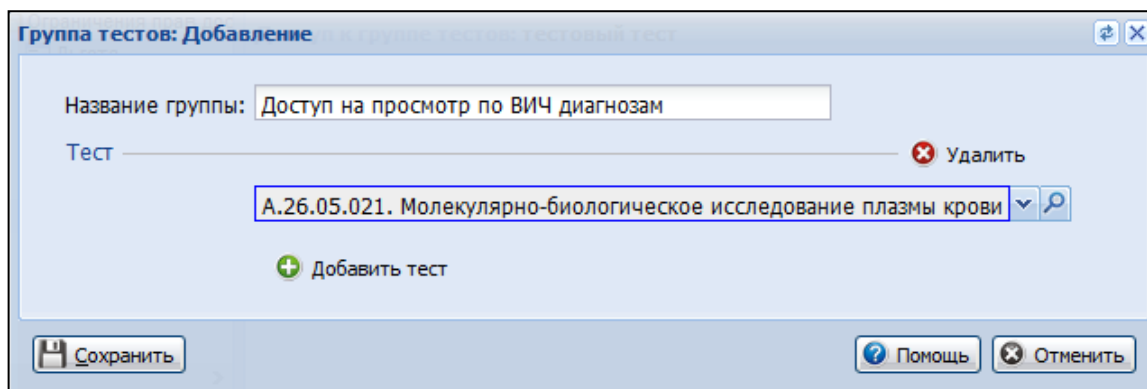 Группа тестов: Добавление
Название группы: Доступ на просмотр по ВИЧ диагнозам
Тест
Удалить
A.26.05.021. Молекулярно-биологическое исследование плазмы крови
Добавить тест
Сохранить
Помощь
Отменить